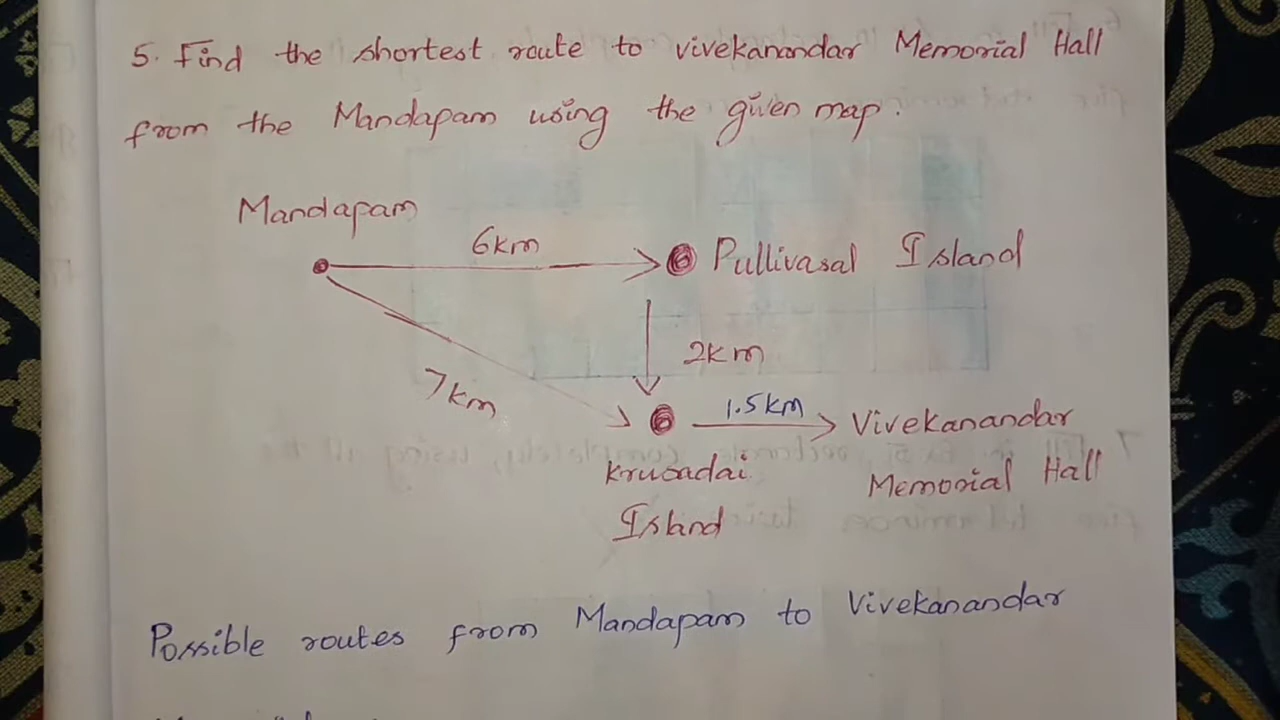 5. Find the shortest route to vivekanandar Memorial Hall
from the Mandapam using the given map.
Mandapam
6km
Pullivasal Island
2km
7km
1.5km
Vivekanandar
Memorial Hall
Krusadai
Island
Possible routes from Mandapam to Vivekanandar